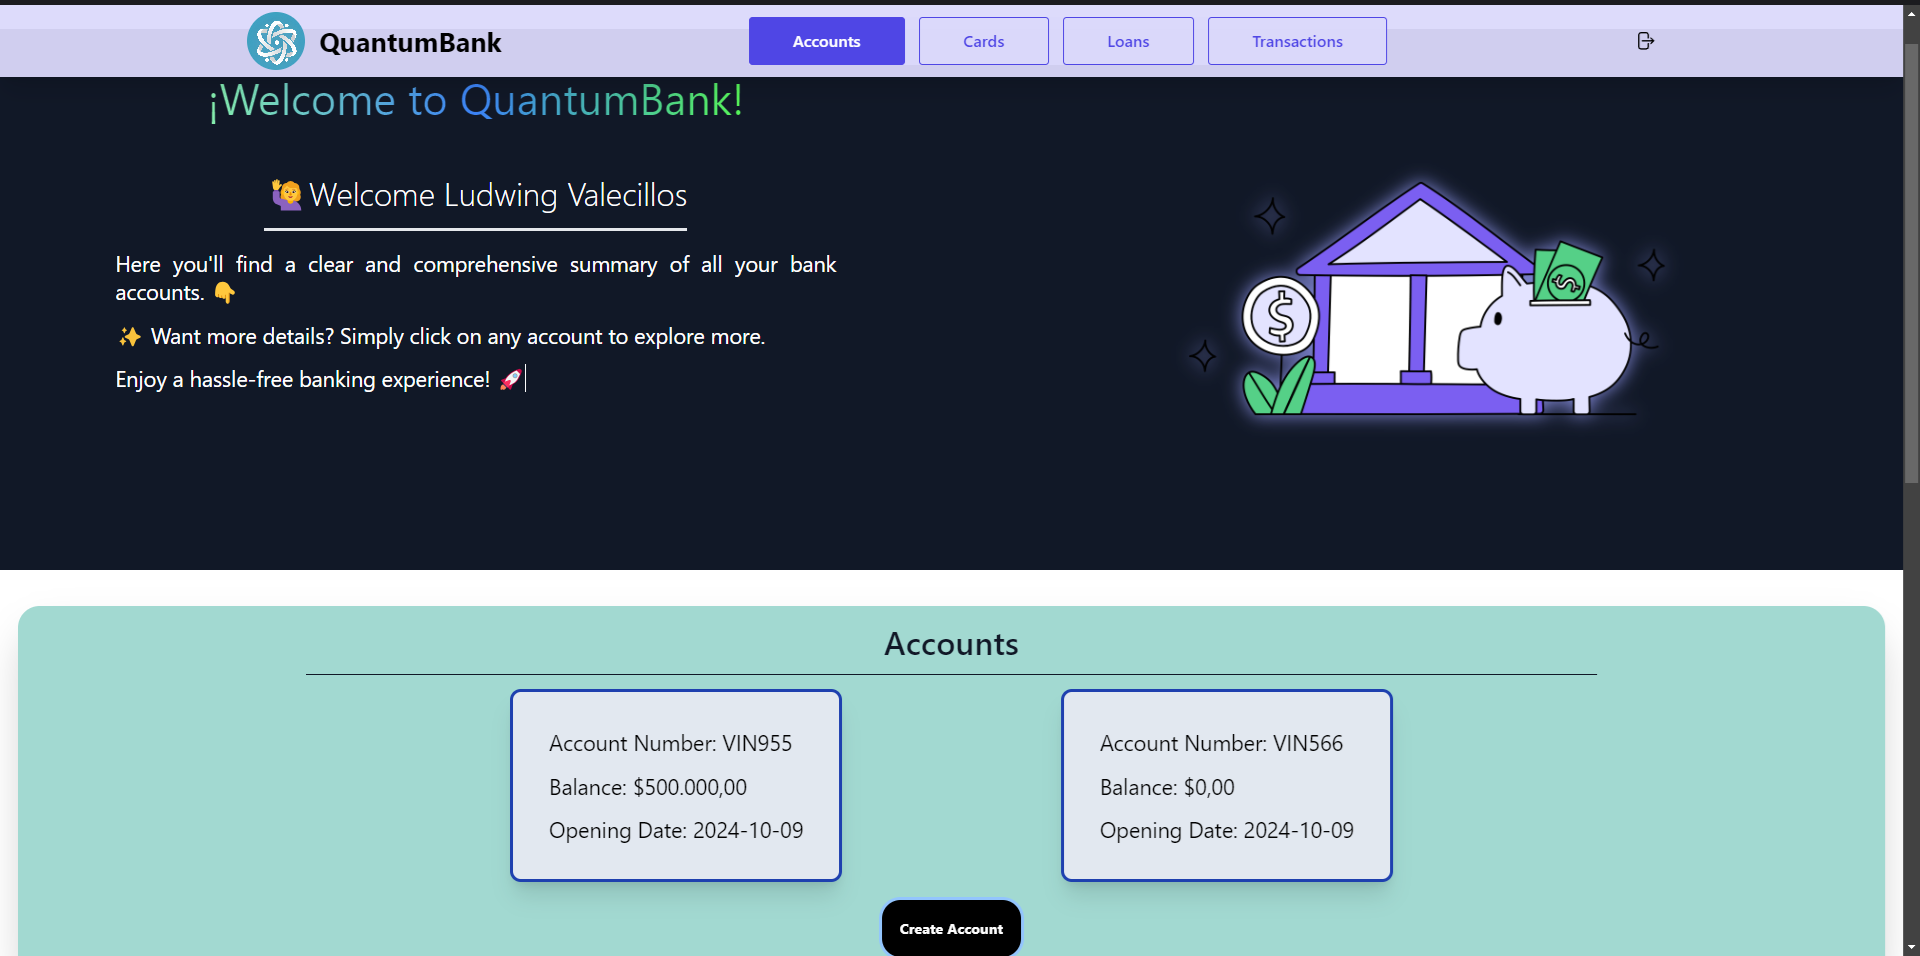 QuantumBank
Accounts
Cards
Loans
Transactions
¡Welcome to QuantumBank!
🙋Welcome Ludwing Valecillos
Here you'll find a clear and comprehensive summary of all your bank
accounts. 👇
✨ Want more details? Simply click on any account to explore more.
Enjoy a hassle-free banking experience! 🚀
$
$
Accounts
Account Number: VIN955
Balance: $500.000,00
Opening Date: 2024-10-09
Account Number: VIN566
Balance: $0,00
Opening Date: 2024-10-09
Create Account